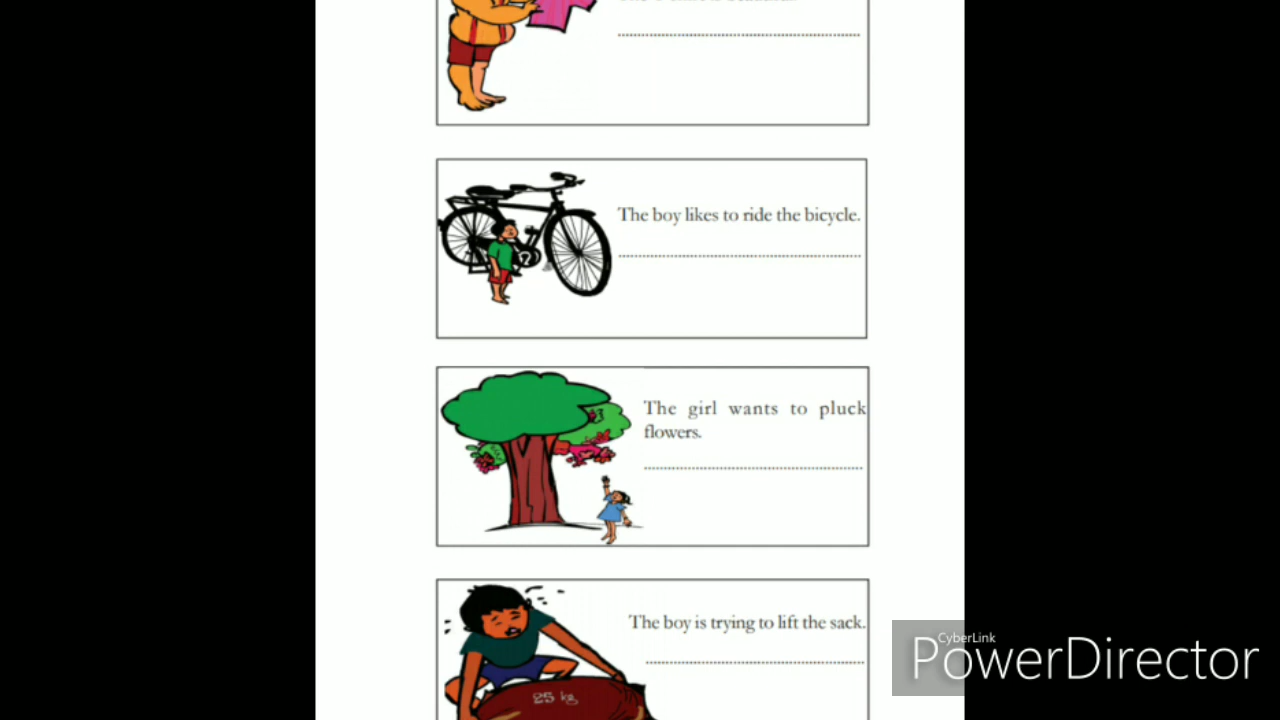 The boy likes to ride the bicycle.
The girl wants to pluck
flowers.
The boy is trying to lift the sack.
25 kg
CyberLink
PowerDirector